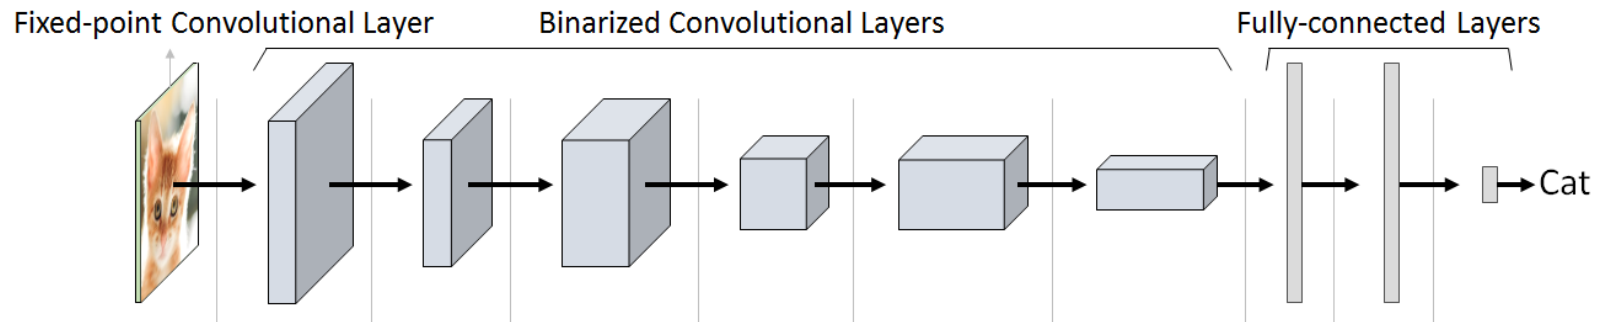 Fixed-point Convolutional Layer
Binarized Convolutional Layers
Fully-connected Layers
Cat